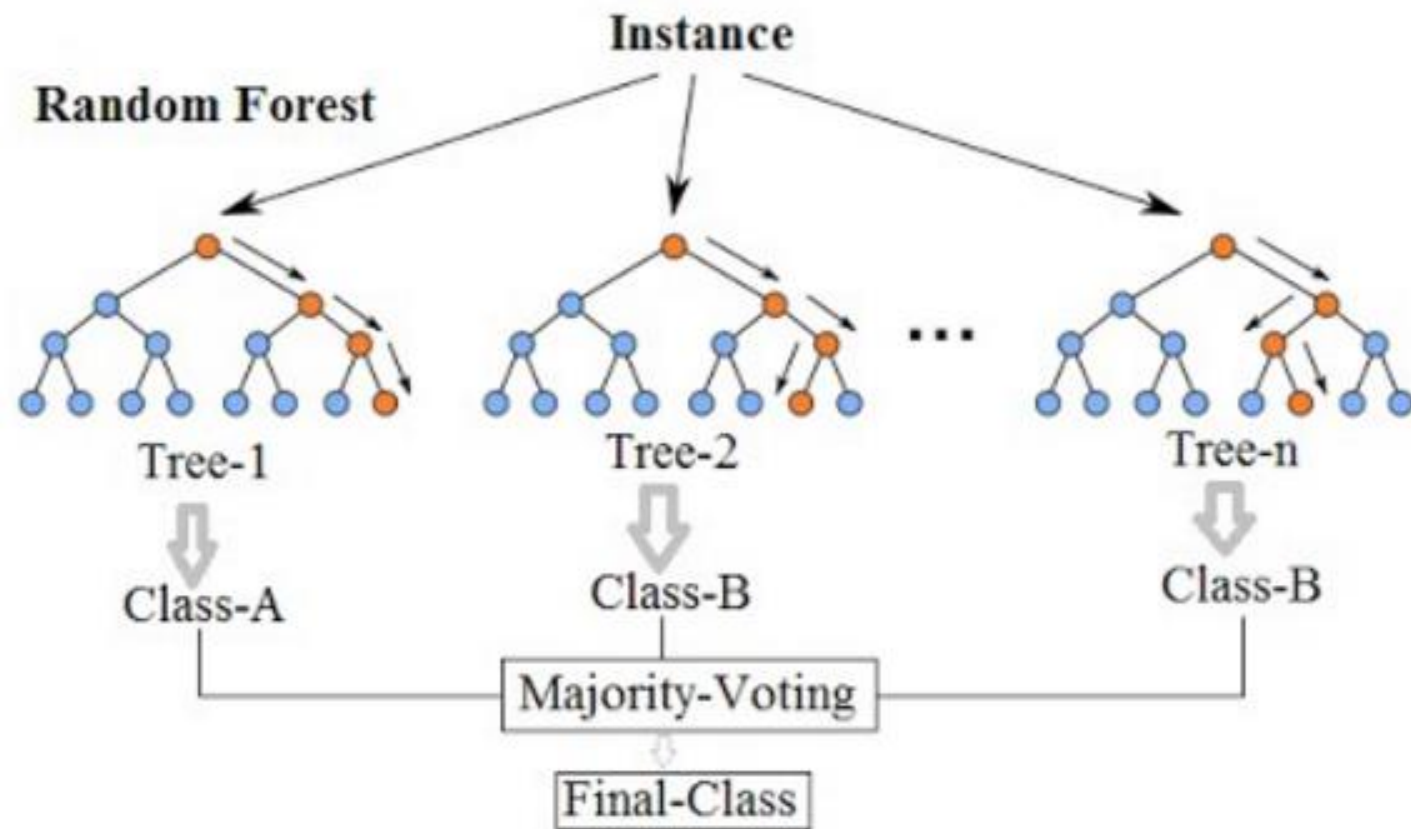 Instance
Random Forest
...
Tree-1
Tree-2
Tree-n
Class-A
Class-B
Class-B
Majority-Voting
Final-Class